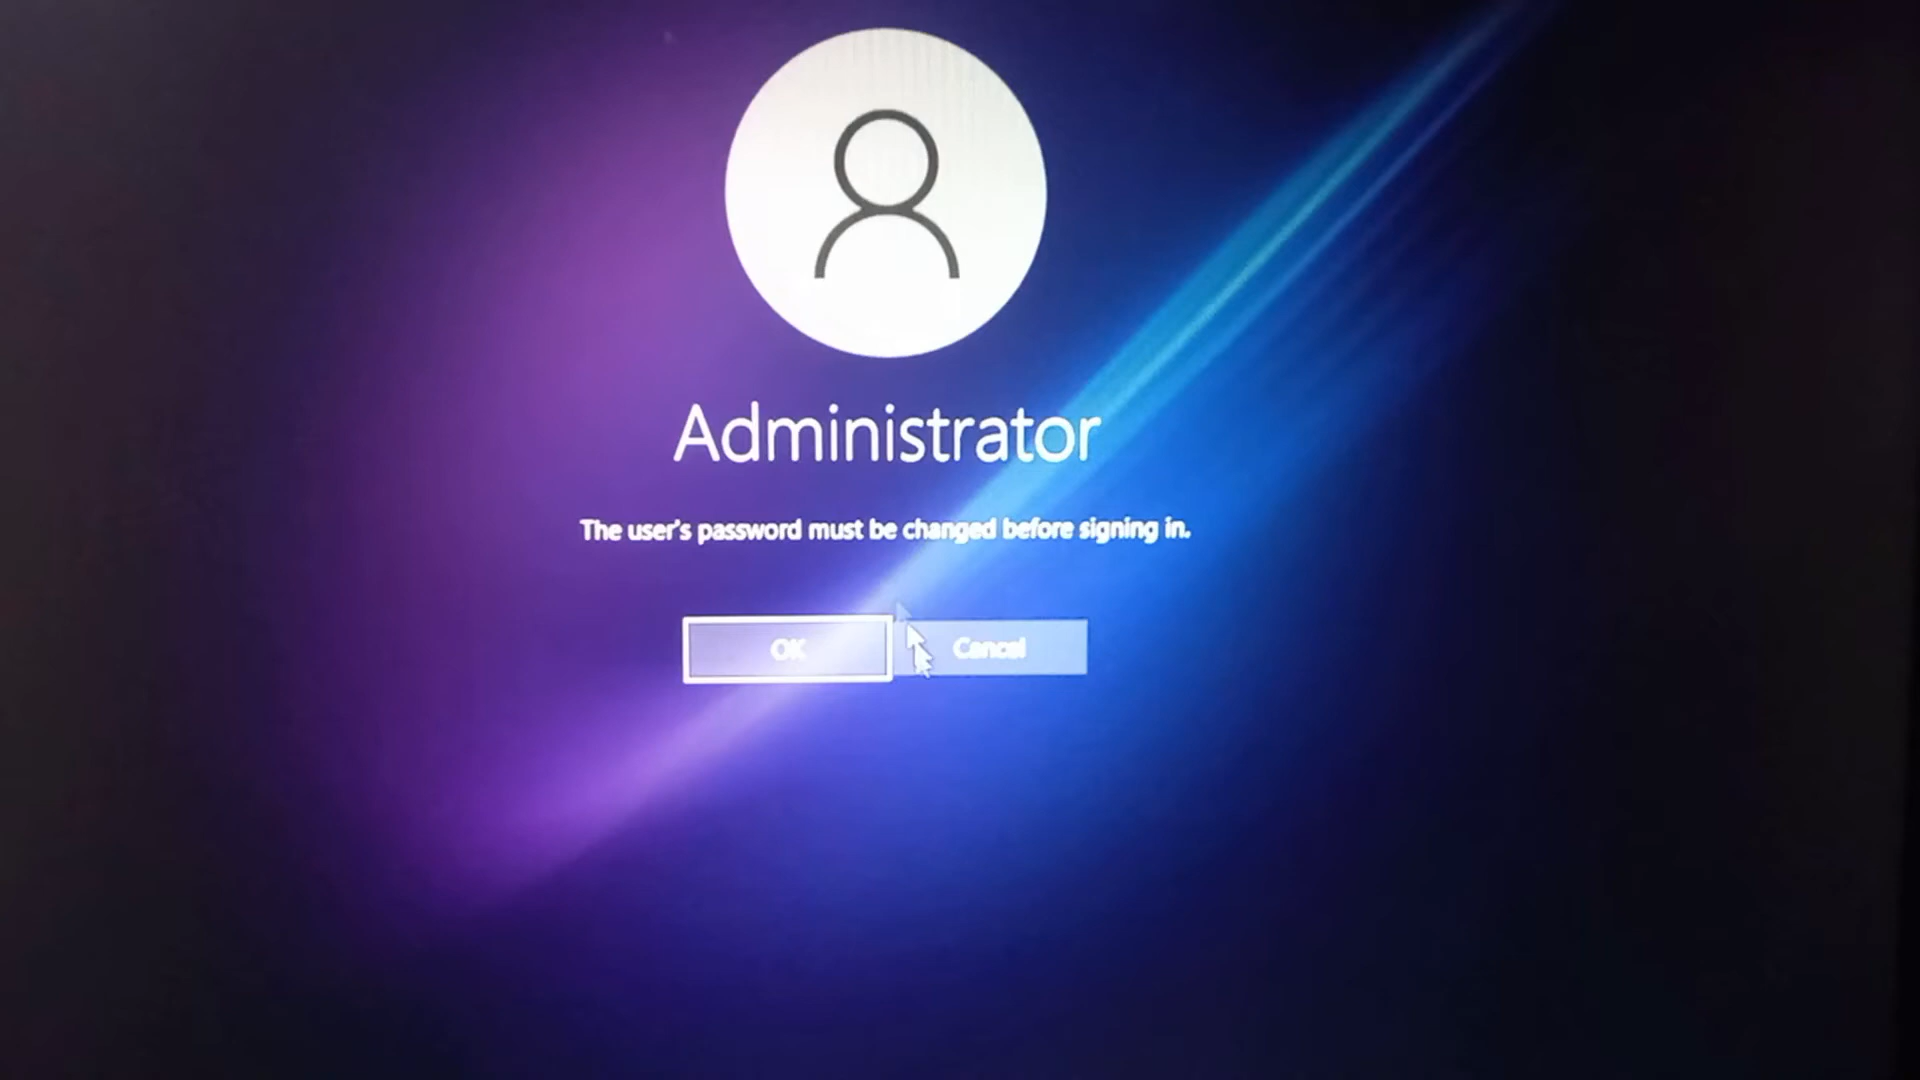 Administrator
The user's password must be changed before signing in.
OK
Cancel